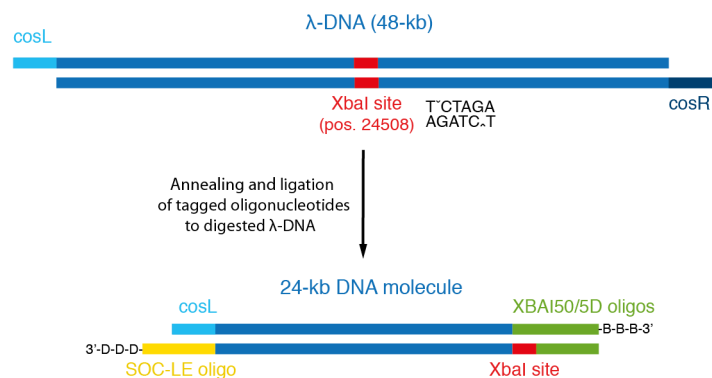 λ-DNA (48-kb)
cosL
XbaI site
(pos. 24508)
TˇCTAGA
AGATC^T
cosR
Annealing and ligation
of tagged oligonucleotides
to digested λ-DNA
24-kb DNA molecule
cosL
XBAI50/5D oligos
-B-B-B-3'
3'-D-D-D-
SOC-LE oligo
XbaI site